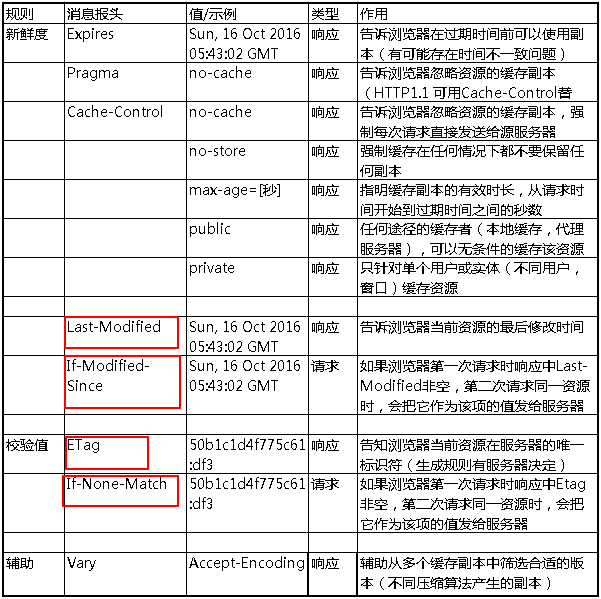 规则 消息报头 值/示例 类型 作用
新鲜度 Expires Sun, 16 Oct 2016 响应 告诉浏览器在过期时间前可以使用副
05:43:02 GMT 本（有可能存在时间不一致问题）
Pragma no-cache 响应 告诉浏览器忽略资源的缓存副本
（HTTP1.1 可用Cache-Control替
Cache-Control no-cache 响应 告诉浏览器忽略资源的缓存副本，强
制每次请求直接发送给源服务器
no-store 响应 强制缓存在任何情况下都不要保留任
何副本
max-age=[秒] 响应 指明缓存副本的有效时长，从请求时
间开始到过期时间之间的秒数
public 响应 任何途径的缓存者（本地缓存，代理
服务器），可以无条件的缓存该资源
private 响应 只针对单个用户或实体（不同用户，
窗口）缓存资源
Last-Modified Sun, 16 Oct 2016 响应 告诉浏览器当前资源的最后修改时间
05:43:02 GMT
If-Modified- Sun, 16 Oct 2016 请求 如果浏览器第一次请求时响应中Last-
Since 05:43:02 GMT Modified非空，第二次请求同一资源
时，会把它作为该项的值发给服务器
校验值 ETag 50b1c1d4f775c61 响应 告知浏览器当前资源在服务器的唯一
:df3 标识符（生成规则有服务器决定）
If-None-Match 50b1c1d4f775c61 请求 如果浏览器第一次请求时响应中Etag
:df3 非空，第二次请求同一资源时，会把
它作为该项的值发给服务器
辅助 Vary Accept-Encoding 响应 辅助从多个缓存副本中筛选合适的版
本（不同压缩算法产生的副本）